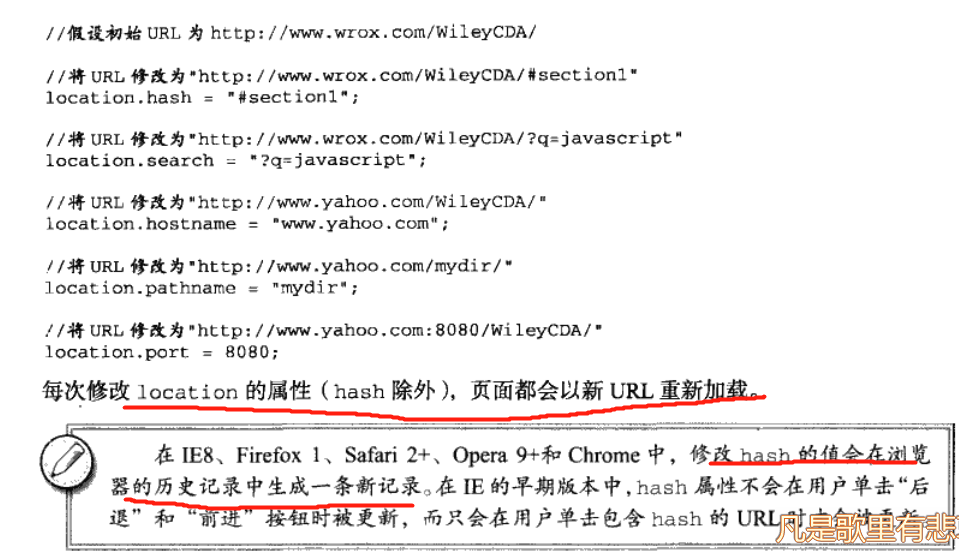 //假设初始 URL 为 http://www.wrox.com/WileyCDA/
//将 URL 修改为"http://www.wrox.com/WileyCDA/#section1"
location.hash = "#section1";
//将 URL 修改为"http://www.wrox.com/WileyCDA/?q=javascript"
location.search = "?q=javascript";
//将 URL 修改为"http://www.yahoo.com/WileyCDA/"
location.hostname = "www.yahoo.com";
//将 URL 修改为"http://www.yahoo.com/mydir/"
location.pathname = "mydir";
//将 URL 修改为"http://www.yahoo.com:8080/WileyCDA/"
location.port = 8080;
每次修改 location 的属性（hash 除外），页面都会以新 URL 重新加载。
在 IE8、Firefox 1、Safari 2+、Opera 9+和 Chrome 中，修改 hash 的值会在浏览
器的历史记录中生成一条新记录。在 IE 的早期版本中，hash 属性不会在用户单击“后
退”和“前进”按钮时被更新，而只会在用户单击包含 hash 的 URL
凡是歌里有悲